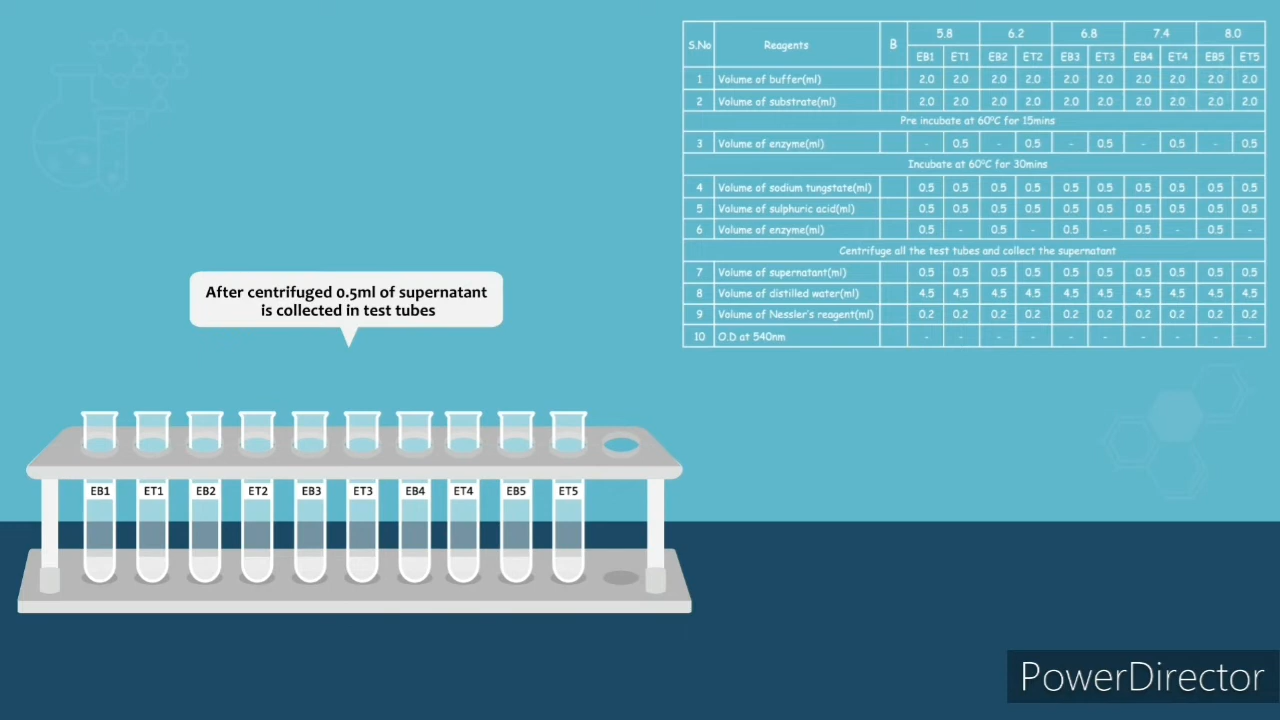 5.8 6.2 6.8 7.4 8.0
S.No Reagents B
EB1 ET1 EB2 ET2 EB3 ET3 EB4 ET4 EB5 ET5
1 Volume of buffer(ml) 2.0 2.0 2.0 2.0 2.0 2.0 2.0 2.0 2.0 2.0
2 Volume of substrate(ml) 2.0 2.0 2.0 2.0 2.0 2.0 2.0 2.0 2.0 2.0
Pre incubate at 60ºC for 15mins
3 Volume of enzyme(ml) - 0.5 - 0.5 - 0.5 - 0.5 - 0.5
Incubate at 60ºC for 30mins
4 Volume of sodium tungstate(ml) 0.5 0.5 0.5 0.5 0.5 0.5 0.5 0.5 0.5 0.5
5 Volume of sulphuric acid(ml) 0.5 0.5 0.5 0.5 0.5 0.5 0.5 0.5 0.5 0.5
6 Volume of enzyme(ml) 0.5 - 0.5 - 0.5 - 0.5 - 0.5 -
Centrifuge all the test tubes and collect the supernatant
7 Volume of supernatant(ml) 0.5 0.5 0.5 0.5 0.5 0.5 0.5 0.5 0.5 0.5
8 Volume of distilled water(ml) 4.5 4.5 4.5 4.5 4.5 4.5 4.5 4.5 4.5 4.5
9 Volume of Nessler's reagent(ml) 0.2 0.2 0.2 0.2 0.2 0.2 0.2 0.2 0.2 0.2
10 O.D at 540nm - - - - - - - - - -
After centrifuged 0.5ml of supernatant
is collected in test tubes
EB1 ET1 EB2 ET2 EB3 ET3 EB4 ET4 EB5 ET5
PowerDirector